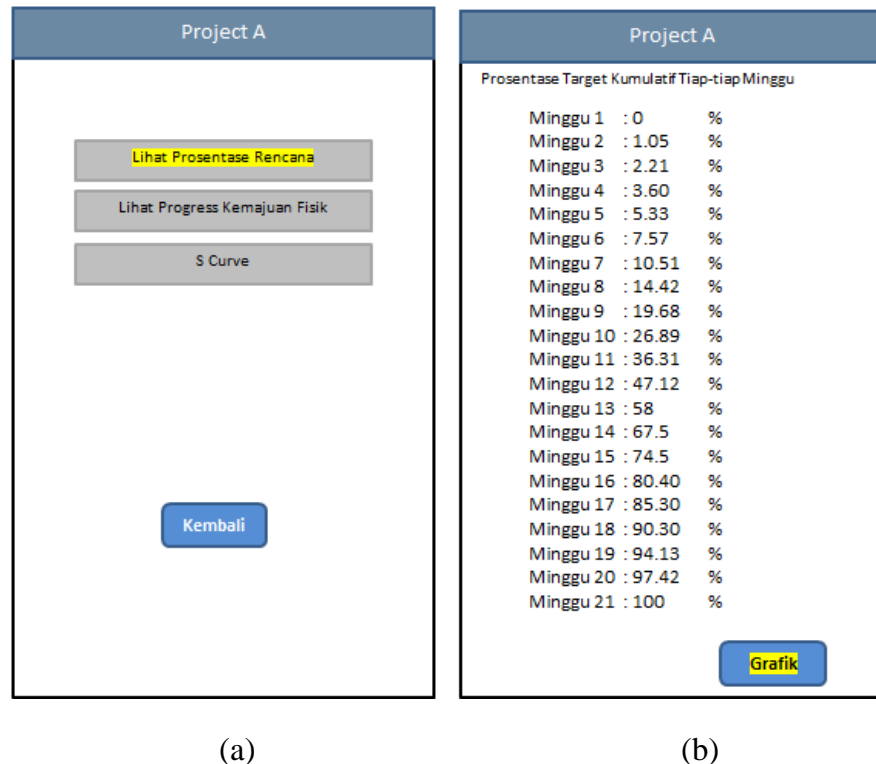 Project A
Lihat Prosentase Rencana
Lihat Progress Kemajuan Fisik
S Curve
Kembali
(a)
Project A
Prosentase Target Kumulatif Tiap-tiap Minggu
Minggu 1 : 0 %
Minggu 2 : 1.05 %
Minggu 3 : 2.21 %
Minggu 4 : 3.60 %
Minggu 5 : 5.33 %
Minggu 6 : 7.57 %
Minggu 7 : 10.51 %
Minggu 8 : 14.42 %
Minggu 9 : 19.68 %
Minggu 10 : 26.89 %
Minggu 11 : 36.31 %
Minggu 12 : 47.12 %
Minggu 13 : 58 %
Minggu 14 : 67.5 %
Minggu 15 : 74.5 %
Minggu 16 : 80.40 %
Minggu 17 : 85.30 %
Minggu 18 : 90.30 %
Minggu 19 : 94.13 %
Minggu 20 : 97.42 %
Minggu 21 : 100 %
Grafik
(b)